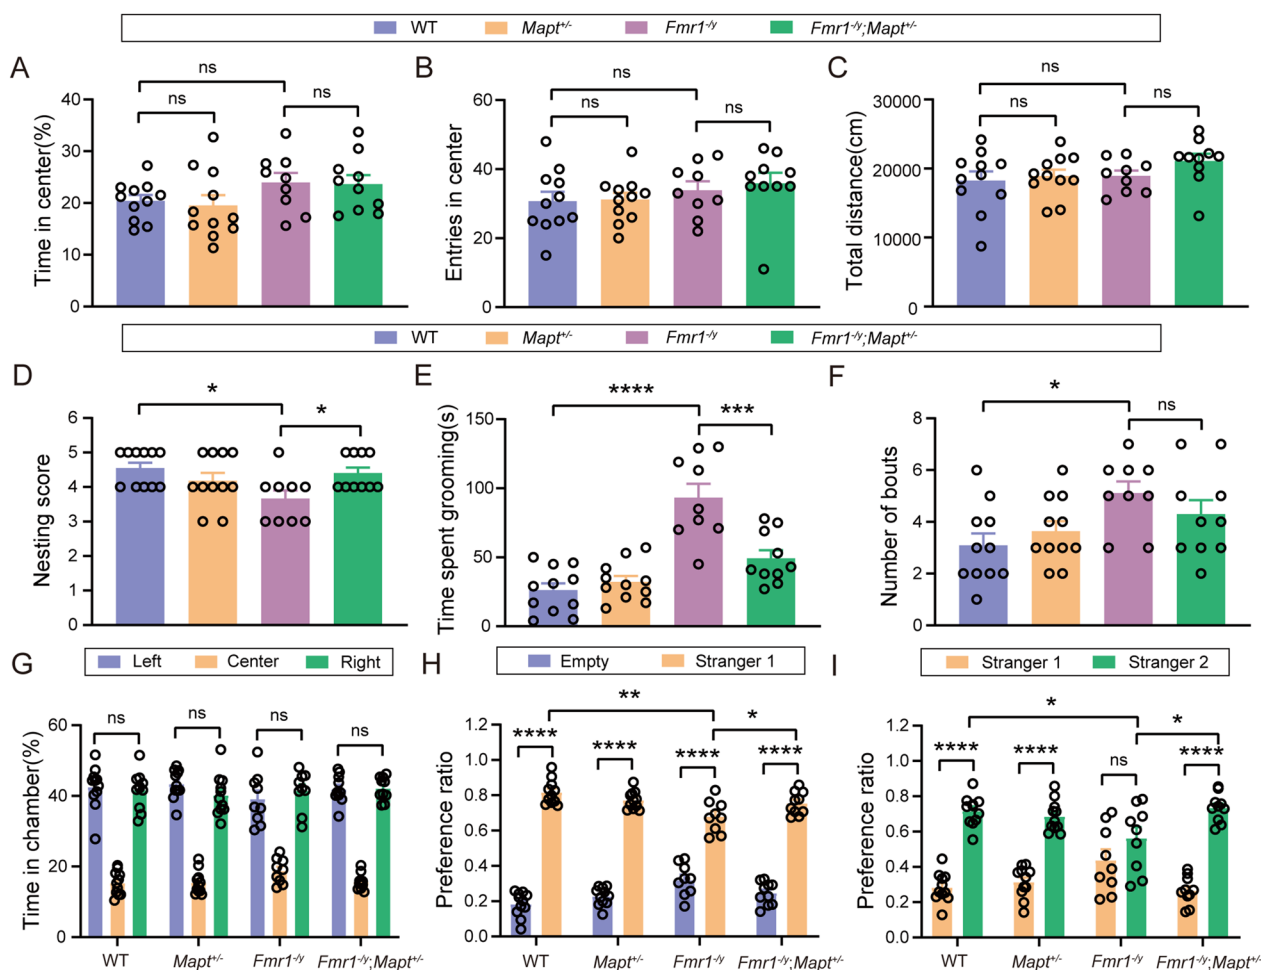 WT Mapt+/- Fmr1-/y Fmr1-/y;Mapt+/-
A
ns
ns
ns
Time in center(%)
40
30
20
10
0
B
ns
ns
ns
Entries in center
60
40
20
0
C
ns
ns
ns
Total distance(cm)
30000
20000
10000
0
WT Mapt+/- Fmr1-/y Fmr1-/y;Mapt+/-
D
*
*
Nesting score
6
5
4
3
2
1
0
E
****
***
Time spent grooming(s)
150
100
50
0
F
*
ns
Number of bouts
8
6
4
2
0
G
Left Center Right
ns
ns
ns
ns
Time in chamber(%)
60
40
20
0
WT Mapt+/- Fmr1-/y Fmr1-/y;Mapt+/-
H
Empty Stranger 1
**
*
****
****
****
****
Preference ratio
1.2
1.0
0.8
0.6
0.4
0.2
0.0
WT Mapt+/- Fmr1-/y Fmr1-/y;Mapt+/-
I
Stranger 1 Stranger 2
*
*
****
****
ns
****
Preference ratio
1.2
1.0
0.8
0.6
0.4
0.2
0.0
WT Mapt+/- Fmr1-/y Fmr1-/y;Mapt+/-